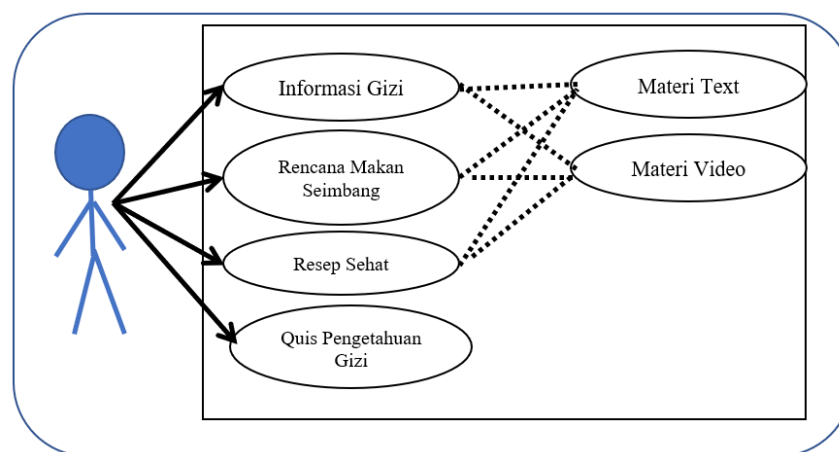 Informasi Gizi
Materi Text
Rencana Makan
Seimbang
Materi Video
Resep Sehat
Quis Pengetahuan
Gizi